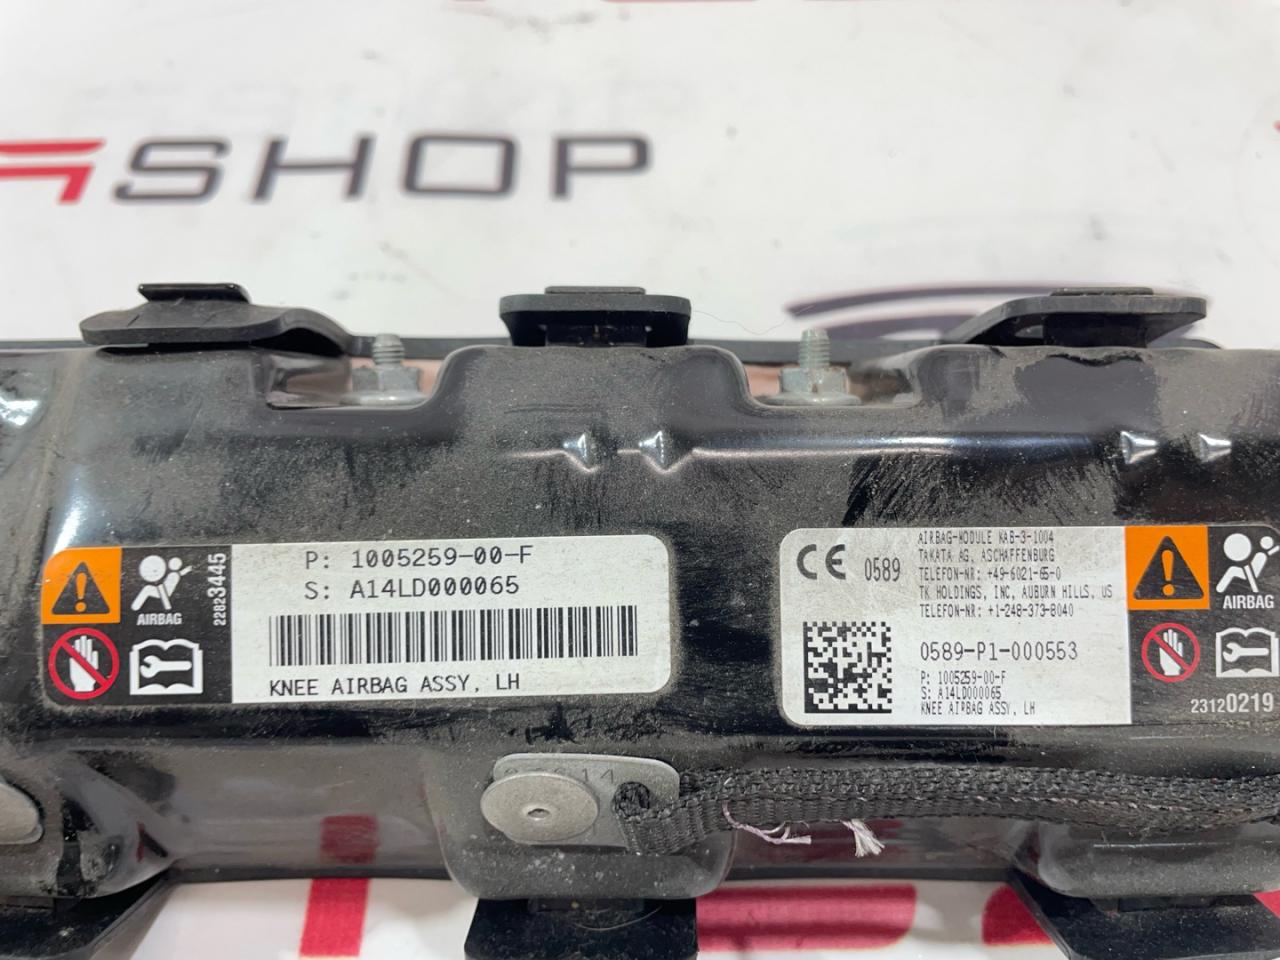 SHOP
P: 1005259-00-F
S: A14LD000065
KNEE AIRBAG ASSY, LH
AIRBAG
22823445
CE 0589
AIRBAG-MODULE KAB-3-1004
TAKATA AG, ASCHAFFENBURG
TELEFON-NR: +49-6021-65-0
TK HOLDINGS, INC, AUBURN HILLS, US
TELEFON-NR: +1-248-373-8040
0589-P1-000553
P: 1005259-00-F
S: A14LD000065
KNEE AIRBAG ASSY, LH
AIRBAG
23120219